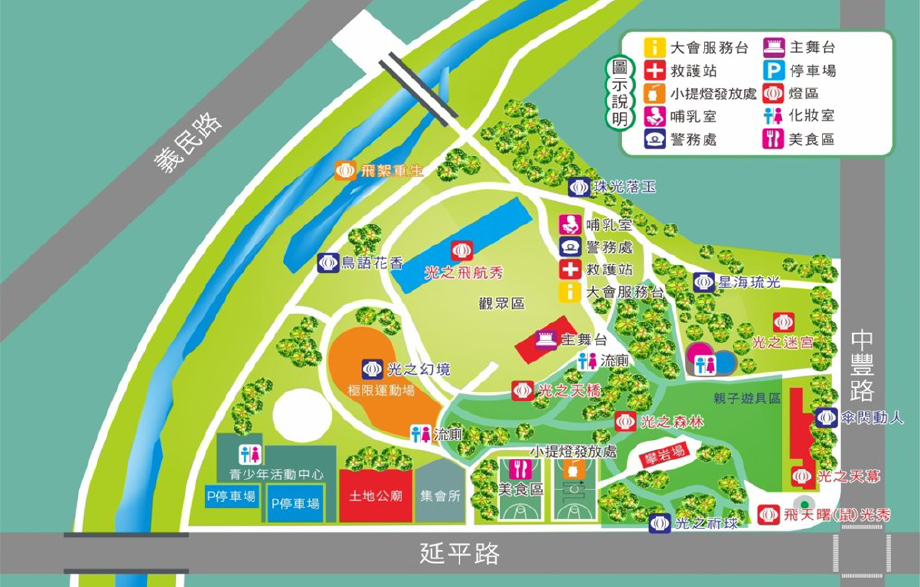 圖示說明
大會服務台
主舞台
救護站
P
停車場
小提燈發放處
燈區
哺乳室
化妝室
警務處
美食區
義民路
飛絮重生
珠光落玉
鳥語花香
光之飛航秀
哺乳室
警務處
救護站
大會服務台
觀眾區
星海琉光
光之迷宮
主舞台
流廁
光之幻境
極限運動場
光之天橋
親子遊具區
中豐路
傘閃動人
光之森林
流廁
小提燈發放處
攀岩場
青少年活動中心
P停車場
P停車場
土地公廟
集會所
美食區
光之天幕
光之祈球
飛天曙(鼠)光秀
延平路